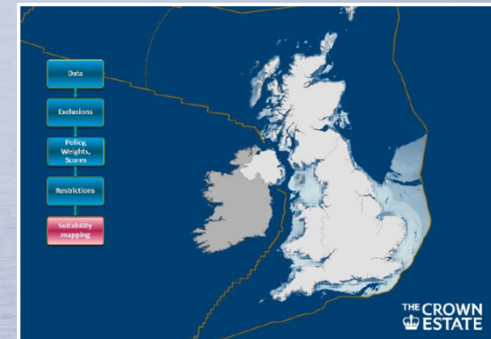 Data
Exclusions
Policy,
Weights,
Scores
Restrictions
Suitability
mapping
THE CROWN
ESTATE